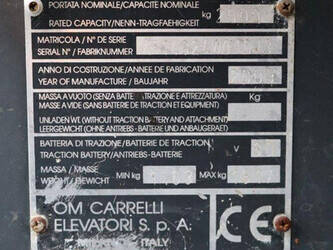 PORTATA NOMINALE/CAPACITE NOMINALE
RATED CAPACITY/NENN-TRAGFAEHIGKEIT
kg
MATRICOLA / N° DE SERIE
SERIAL N° / FABRIKNUMMER
ANNO DI COSTRUZIONE/ANNEE DE FABRICATION
YEAR OF MANUFACTURE / BAUJAHR
MASSA A VUOTO (SENZA BATTE TRAZIONE E ATTREZZATURA)
MASSE A VIDE (SANS BATTERIE DE TRACTION ET EQUIPMENT)
Kg
UNLADEN WE (WITHOUT TRACTION BATTERY AND ATTACHMENT)
LEERGEWICHT (OHNE ANTRIEBS - BATTERIE UND ANBAUGERAET)
BATTERIA DI TRAZIONE/BATTERIE DE TRACTION
TRACTION BATTERY/ANTRIEBS-BATTERIE
V
MASSA / MASSE
WEIGHT / GEWICHT
MIN kg
MAX kg
OM CARRELLI
ELEVATORI S. p. A.
ITALY
CE